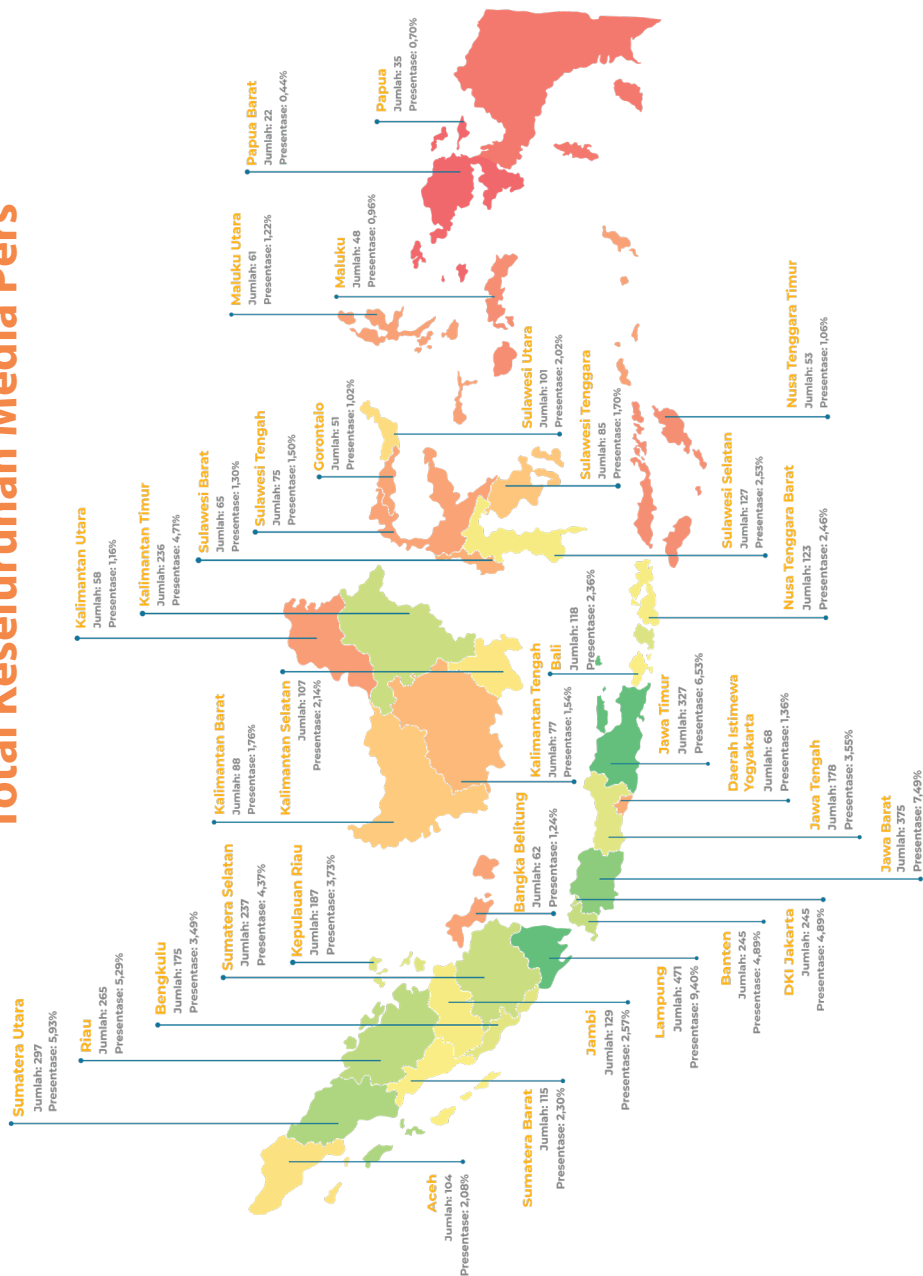 Total Keseluruhan Media Pers
Sumatera Utara
Jumlah: 297
Presentase: 5,93%
Riau
Jumlah: 265
Presentase: 5,29%
Bengkulu
Jumlah: 175
Presentase: 3,49%
Sumatera Selatan
Jumlah: 237
Presentase: 4,37%
Kepulauan Riau
Jumlah: 187
Presentase: 3,73%
Kalimantan Barat
Jumlah: 88
Presentase: 1,76%
Kalimantan Selatan
Jumlah: 107
Presentase: 2,14%
Kalimantan Utara
Jumlah: 58
Presentase: 1,16%
Kalimantan Timur
Jumlah: 236
Presentase: 4,71%
Sulawesi Barat
Jumlah: 65
Presentase: 1,30%
Sulawesi Tengah
Jumlah: 75
Presentase: 1,50%
Gorontalo
Jumlah: 51
Presentase: 1,02%
Maluku Utara
Jumlah: 61
Presentase: 1,22%
Maluku
Jumlah: 48
Presentase: 0,96%
Papua Barat
Jumlah: 22
Presentase: 0,44%
Papua
Jumlah: 35
Presentase: 0,70%
Aceh
Jumlah: 104
Presentase: 2,08%
Sumatera Barat
Jumlah: 115
Presentase: 2,30%
Jambi
Jumlah: 129
Presentase: 2,57%
Lampung
Jumlah: 471
Presentase: 9,40%
Banten
Jumlah: 245
Presentase: 4,89%
DKI Jakarta
Jumlah: 245
Presentase: 4,89%
Bangka Belitung
Jumlah: 62
Presentase: 1,24%
Jawa Barat
Jumlah: 375
Presentase: 7,49%
Jawa Tengah
Jumlah: 178
Presentase: 3,55%
Daerah Istimewa
Yogyakarta
Jumlah: 68
Presentase: 1,36%
Jawa Timur
Jumlah: 327
Presentase: 6,53%
Kalimantan Tengah
Jumlah: 77
Presentase: 1,54%
Bali
Jumlah: 118
Presentase: 2,36%
Nusa Tenggara Barat
Jumlah: 123
Presentase: 2,46%
Sulawesi Selatan
Jumlah: 127
Presentase: 2,53%
Sulawesi Tenggara
Jumlah: 85
Presentase: 1,70%
Sulawesi Utara
Jumlah: 101
Presentase: 2,02%
Nusa Tenggara Timur
Jumlah: 53
Presentase: 1,06%